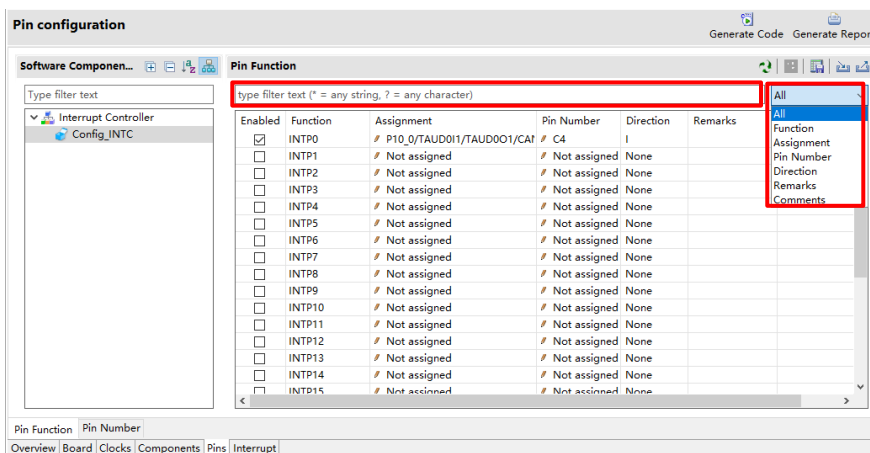 Pin configuration
Generate Code Generate Repor
Software Componen... Pin Function
Type filter text
type filter text (* = any string, ? = any character)
All
Interrupt Controller
Config_INTC
Enabled Function Assignment Pin Number Direction Remarks
INTP0 P10_0/TAUD0I1/TAUD0O1/CAN C4 I
INTP1 Not assigned Not assigned None
INTP2 Not assigned Not assigned None
INTP3 Not assigned Not assigned None
INTP4 Not assigned Not assigned None
INTP5 Not assigned Not assigned None
INTP6 Not assigned Not assigned None
INTP7 Not assigned Not assigned None
INTP8 Not assigned Not assigned None
INTP9 Not assigned Not assigned None
INTP10 Not assigned Not assigned None
INTP11 Not assigned Not assigned None
INTP12 Not assigned Not assigned None
INTP13 Not assigned Not assigned None
INTP14 Not assigned Not assigned None
INTP15 Not assigned Not assigned None
All
Function
Assignment
Pin Number
Direction
Remarks
Comments
Pin Function Pin Number
Overview Board Clocks Components Pins Interrupt